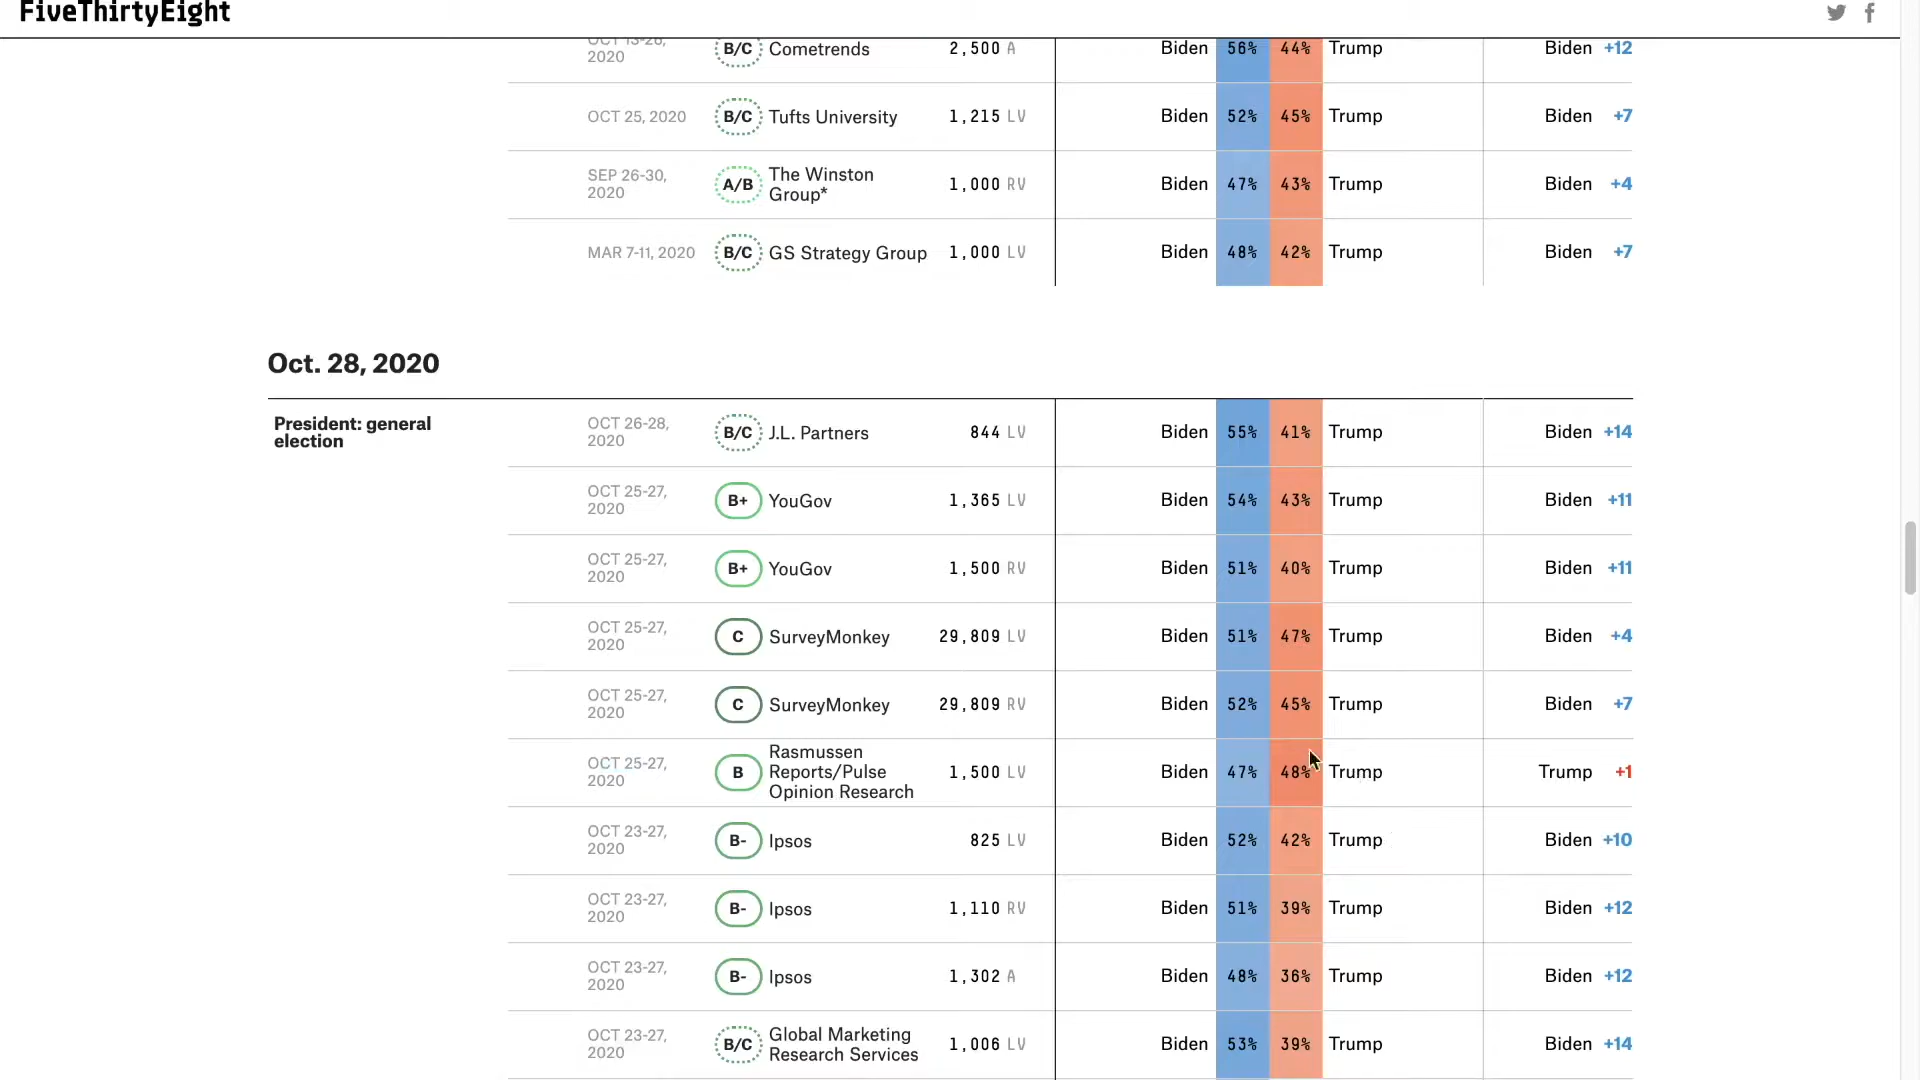 FiveThirtyEight
OCT 13-26,
2020
B/C Cometrends 2,500 A Biden 56% 44% Trump Biden +12
OCT 25, 2020 B/C Tufts University 1,215 LV Biden 52% 45% Trump Biden +7
SEP 26-30,
2020
A/B The Winston
Group* 1,000 RV Biden 47% 43% Trump Biden +4
MAR 7-11, 2020 B/C GS Strategy Group 1,000 LV Biden 48% 42% Trump Biden +7
Oct. 28, 2020
President: general
election
OCT 26-28,
2020
B/C J.L. Partners 844 LV Biden 55% 41% Trump Biden +14
OCT 25-27,
2020
B+ YouGov 1,365 LV Biden 54% 43% Trump Biden +11
OCT 25-27,
2020
B+ YouGov 1,500 RV Biden 51% 40% Trump Biden +11
OCT 25-27,
2020
C SurveyMonkey 29,809 LV Biden 51% 47% Trump Biden +4
OCT 25-27,
2020
C SurveyMonkey 29,809 RV Biden 52% 45% Trump Biden +7
OCT 25-27,
2020
B Rasmussen
Reports/Pulse
Opinion Research 1,500 LV Biden 47% 48% Trump Trump +1
OCT 23-27,
2020
B- Ipsos 825 LV Biden 52% 42% Trump Biden +10
OCT 23-27,
2020
B- Ipsos 1,110 RV Biden 51% 39% Trump Biden +12
OCT 23-27,
2020
B- Ipsos 1,302 A Biden 48% 36% Trump Biden +12
OCT 23-27,
2020
B/C Global Marketing
Research Services 1,006 LV Biden 53% 39% Trump Biden +14